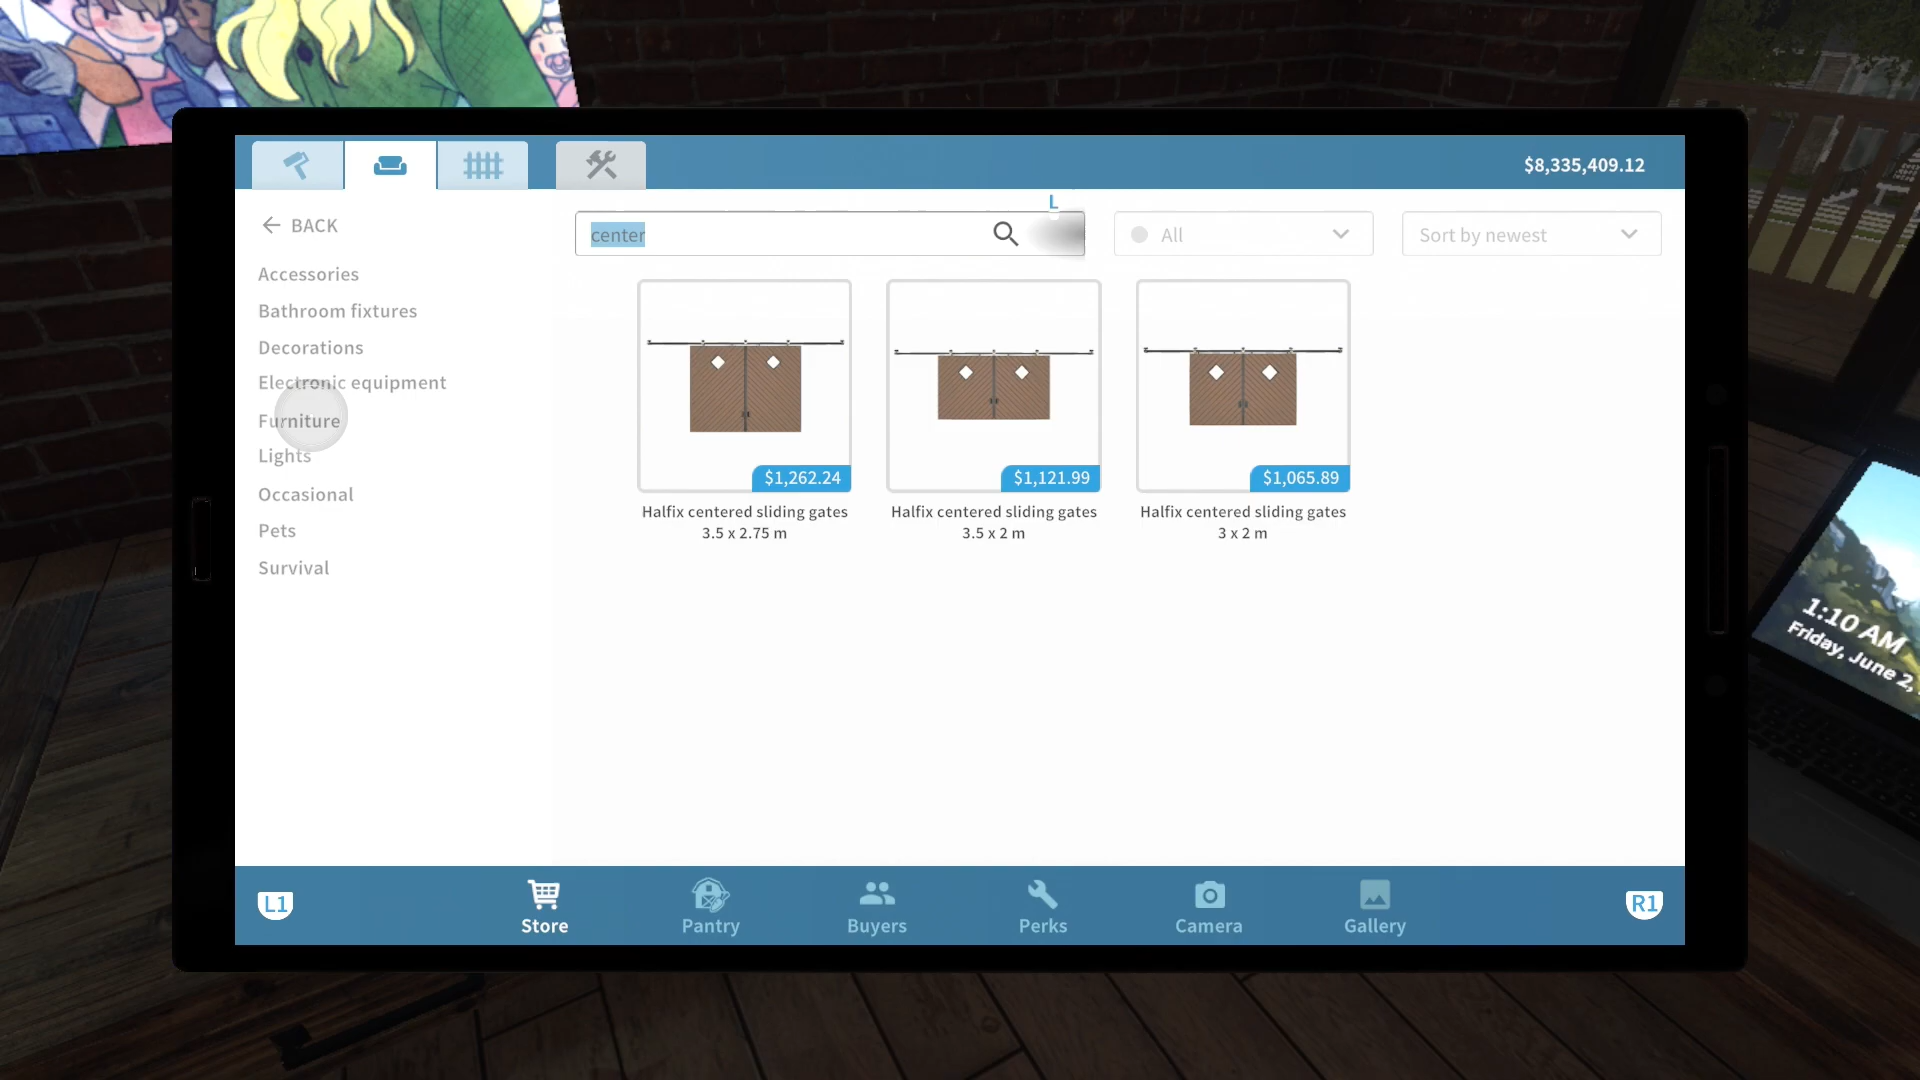 $8,335,409.12
L
BACK
center
All
Sort by newest
Accessories
Bathroom fixtures
Decorations
Electronic equipment
Furniture
Lights
Occasional
Pets
Survival
$1,262.24
$1,121.99
$1,065.89
Halfix centered sliding gates
3.5 x 2.75 m
Halfix centered sliding gates
3.5 x 2 m
Halfix centered sliding gates
3 x 2 m
1:10 AM
Friday, June 2,
L1
Store
Pantry
Buyers
Perks
Camera
Gallery
R1